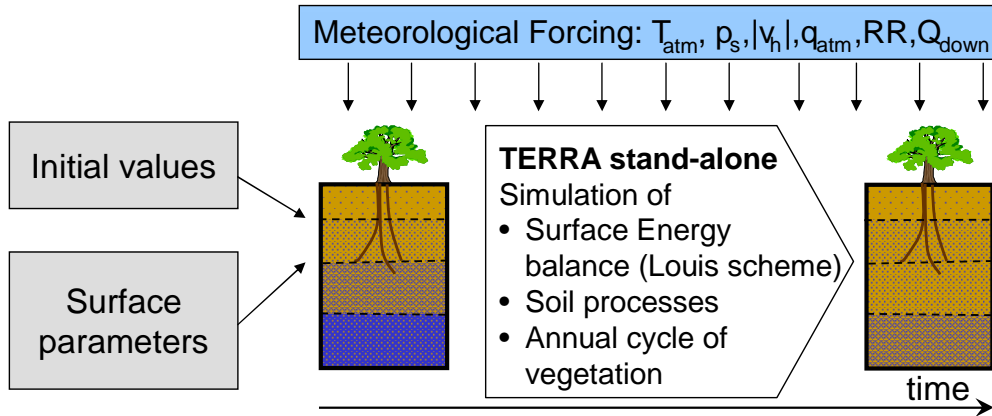 Meteorological Forcing: T_atm, p_s,|v_h|,q_atm,RR,Q_down
Initial values
Surface
parameters
TERRA stand-alone
Simulation of
• Surface Energy
balance (Louis scheme)
• Soil processes
• Annual cycle of
vegetation
time